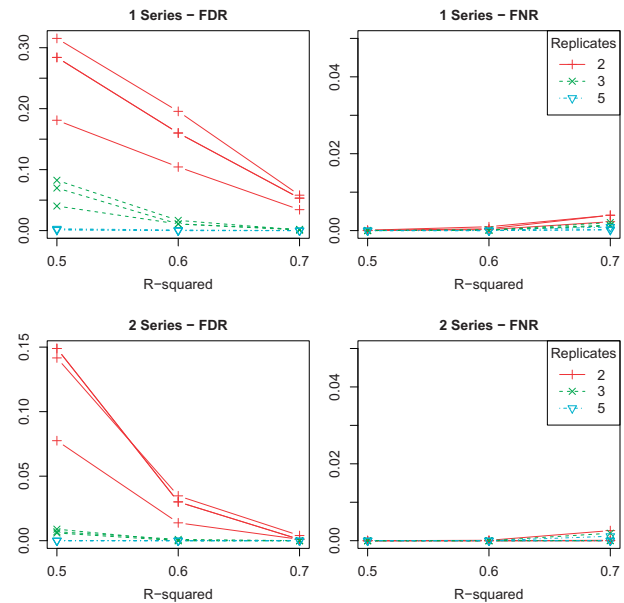 1 Series – FDR
0.30
0.20
0.10
0.00
0.5 0.6 0.7
R–squared
1 Series – FNR
0.04
0.02
0.00
0.5 0.6 0.7
R–squared
Replicates
2
3
5
2 Series – FDR
0.15
0.10
0.05
0.00
0.5 0.6 0.7
R–squared
2 Series – FNR
0.04
0.02
0.00
0.5 0.6 0.7
R–squared
Replicates
2
3
5